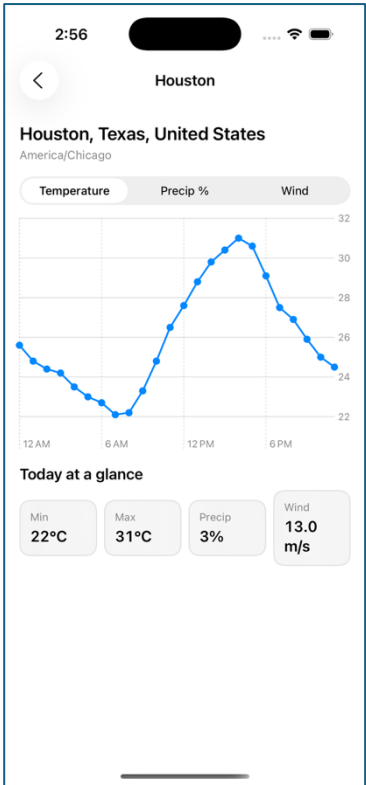 2:56
Houston
Houston, Texas, United States
America/Chicago
Temperature Precip % Wind
32
30
28
26
24
22
12 AM 6 AM 12 PM 6 PM
Today at a glance
Min
22°C
Max
31°C
Precip
3%
Wind
13.0
m/s